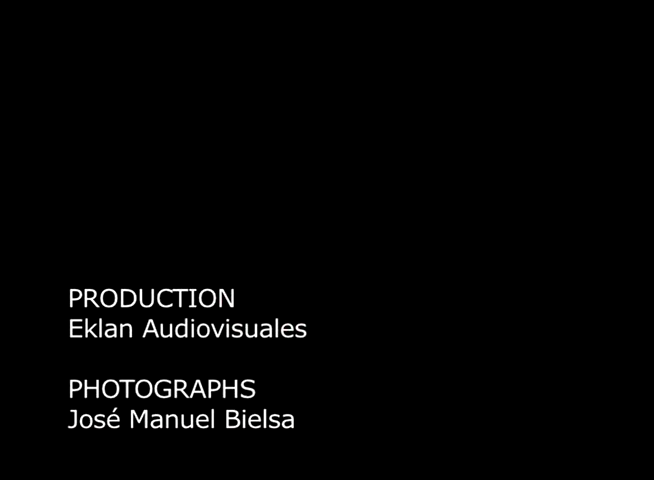 PRODUCTION
Eklan Audiovisuales
PHOTOGRAPHS
José Manuel Bielsa